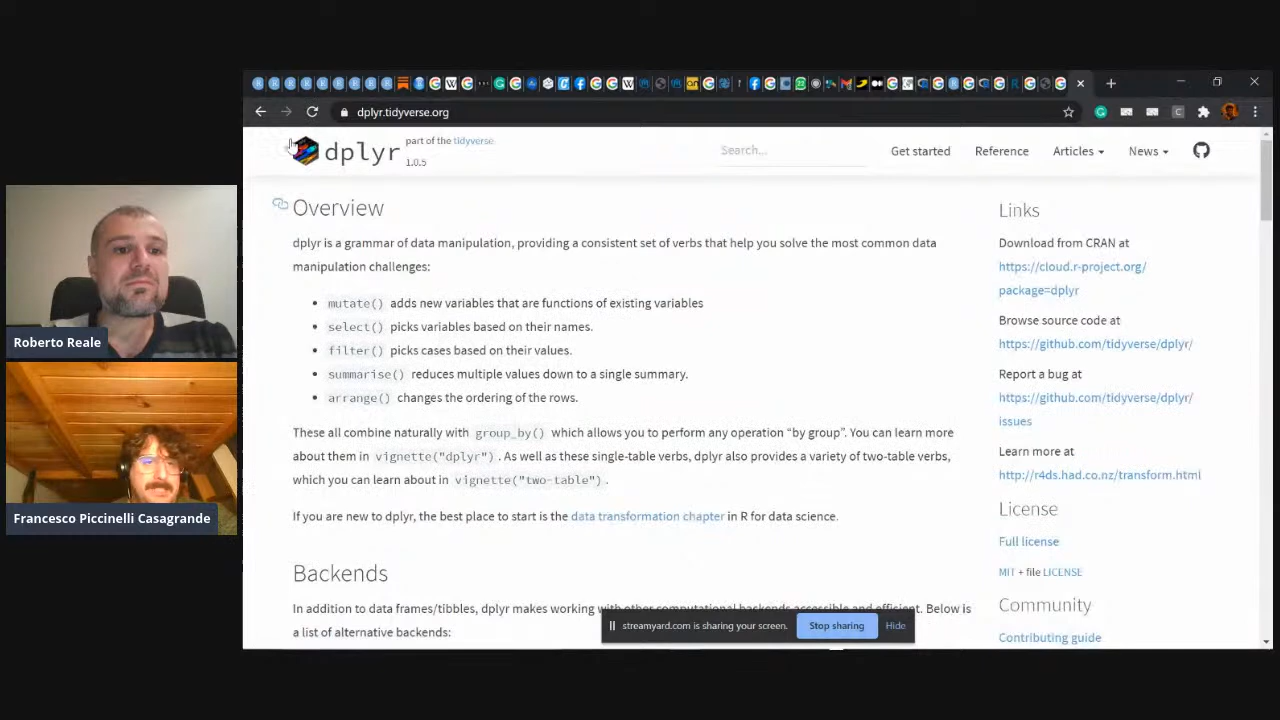 dplyr.tidyverse.org
dplyr
part of the tidyverse
1.0.5
Search...
Get started
Reference
Articles
News
Overview
dplyr is a grammar of data manipulation, providing a consistent set of verbs that help you solve the most common data
manipulation challenges:
mutate() adds new variables that are functions of existing variables
select() picks variables based on their names.
filter() picks cases based on their values.
summarise() reduces multiple values down to a single summary.
arrange() changes the ordering of the rows.
These all combine naturally with group_by() which allows you to perform any operation “by group”. You can learn more
about them in vignette("dplyr") . As well as these single-table verbs, dplyr also provides a variety of two-table verbs,
which you can learn about in vignette("two-table") .
If you are new to dplyr, the best place to start is the data transformation chapter in R for data science.
Backends
In addition to data frames/tibbles, dplyr makes working with other computational backends accessible and efficient. Below is
a list of alternative backends:
Links
Download from CRAN at
https://cloud.r-project.org/
package=dplyr
Browse source code at
https://github.com/tidyverse/dplyr/
Report a bug at
https://github.com/tidyverse/dplyr/
issues
Learn more at
http://r4ds.had.co.nz/transform.html
License
Full license
MIT + file LICENSE
Community
Contributing guide
streamyard.com is sharing your screen.
Stop sharing
Hide
Roberto Reale
Francesco Piccinelli Casagrande